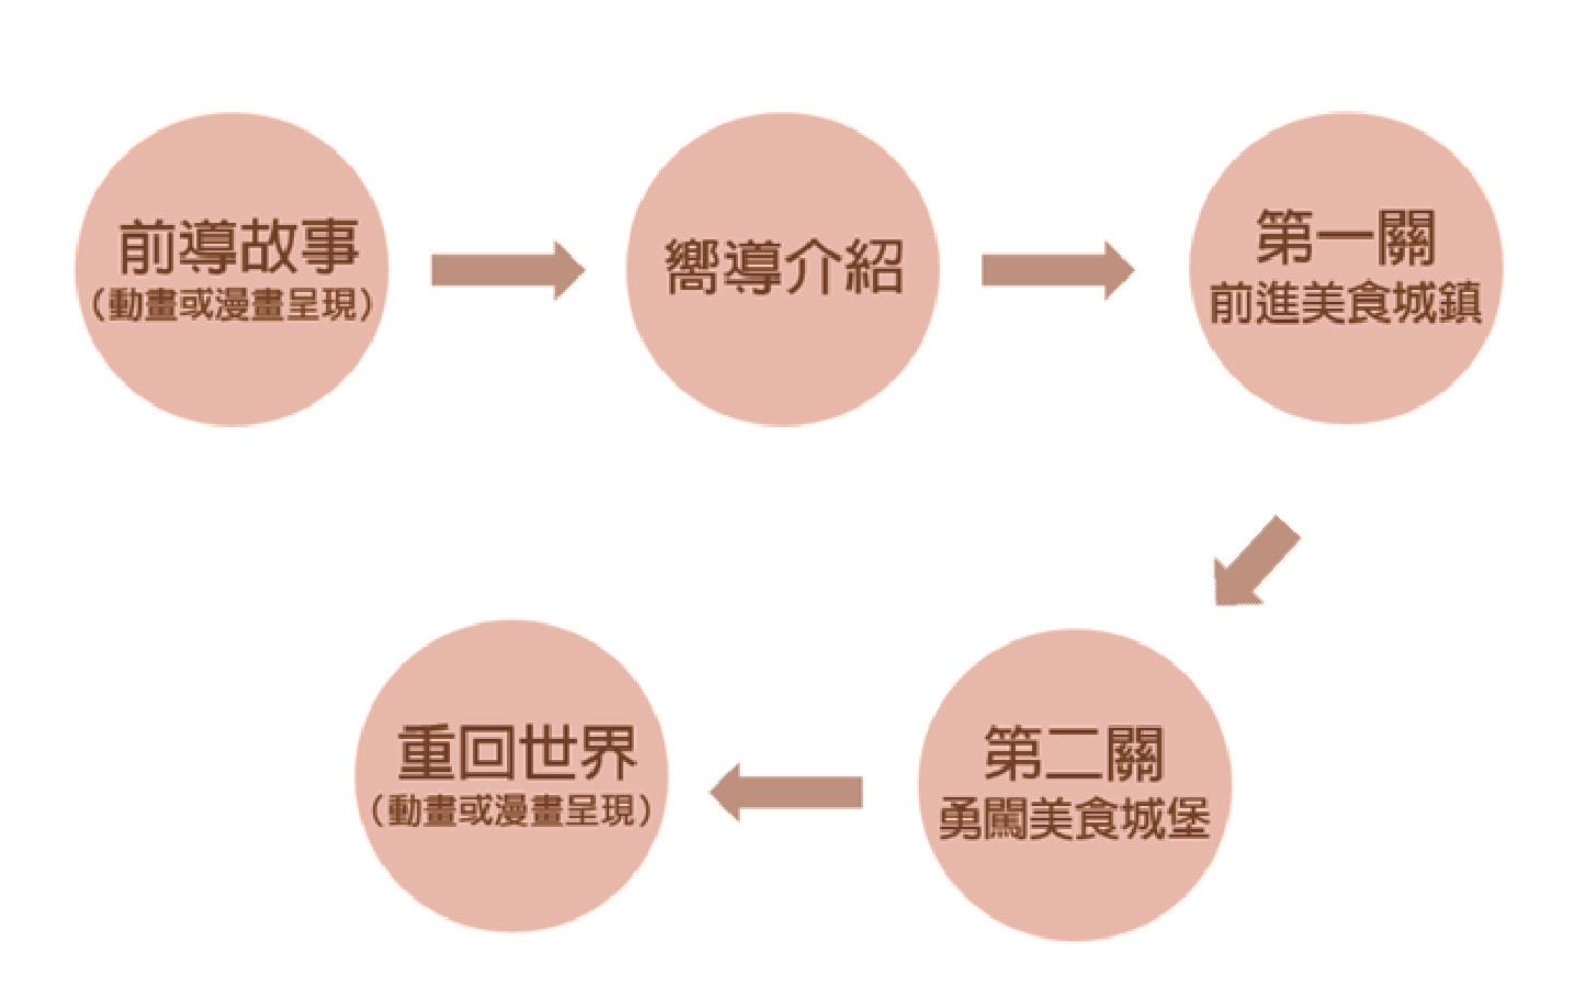 前導故事
（動畫或漫畫呈現）
嚮導介紹
第一關
前進美食城鎮
第二關
勇闖美食城堡
重回世界
（動畫或漫畫呈現）